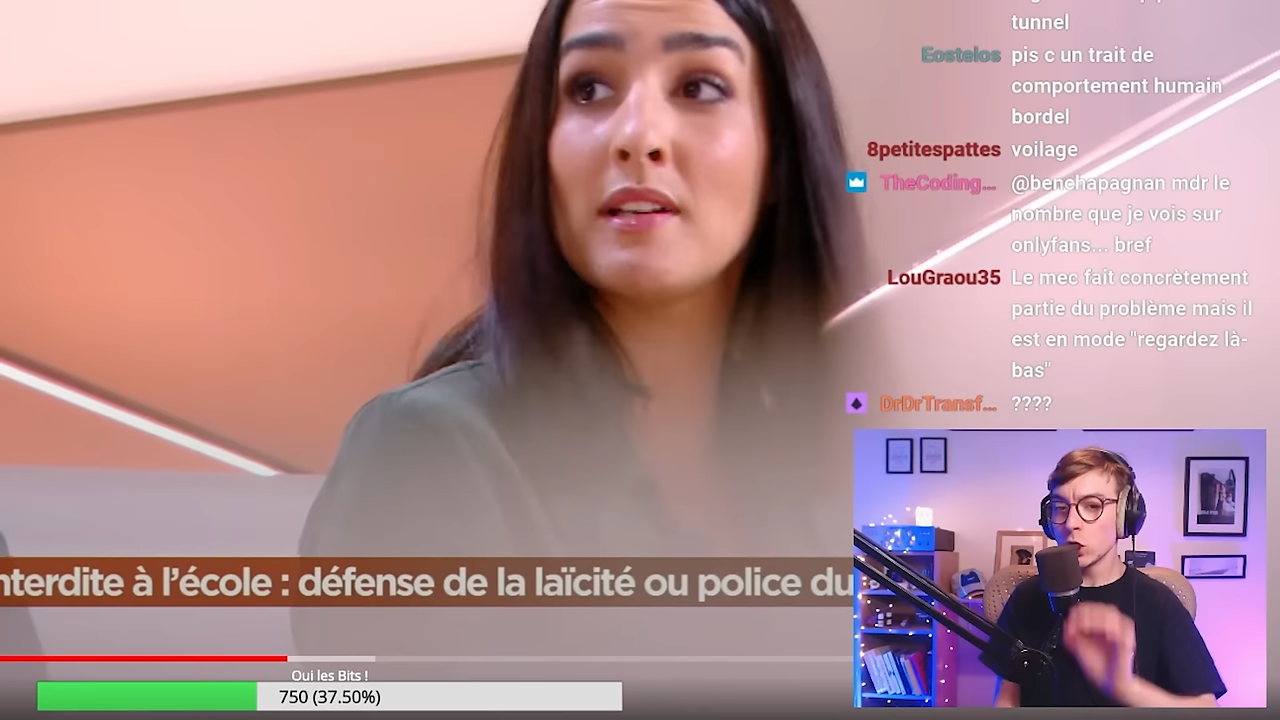 tunnel
Eostelos pis c un trait de
comportement humain
bordel
8petitespattes voilage
TheCoding... @benchapagnan mdr le
nombre que je vois sur
onlyfans... bref
LouGraou35 Le mec fait concrètement
partie du problème mais il
est en mode "regardez là-
bas"
DrDrTransf... ????
nterdite à l'école : défense de la laïcité ou police du
Oui les Bits !
750 (37.50%)